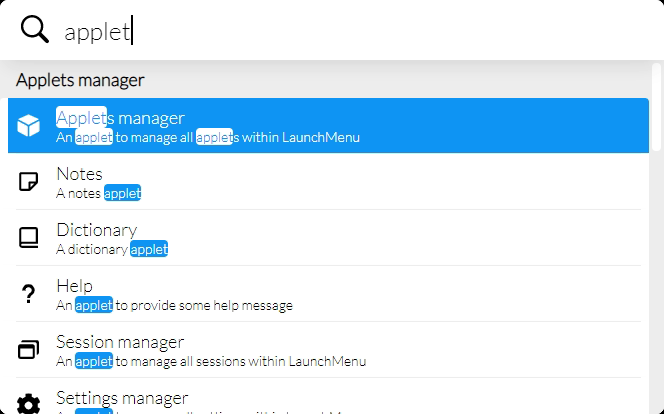 applet
Applets manager
Applets manager
An applet to manage all applets within LaunchMenu
Notes
A notes applet
Dictionary
A dictionary applet
Help
An applet to provide some help message
Session manager
An applet to manage all sessions within LaunchMenu
Settings manager